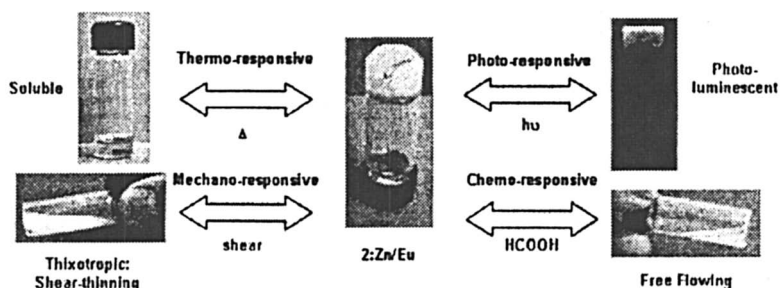 Thermo-responsive
Soluble
Δ
Photo-responsive
hυ
Photo-
luminescent
Mechano-responsive
shear
Thixotropic:
Shear-thinning
2:Zn/Eu
Chemo-responsive
HCOOH
Free Flowing